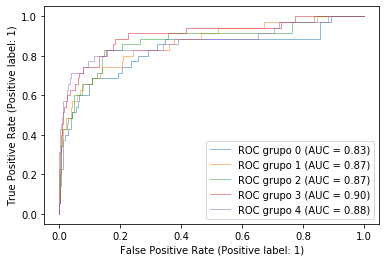 1.0
0.8
0.6
0.4
0.2
0.0
True Positive Rate (Positive label: 1)
ROC grupo 0 (AUC = 0.83)
ROC grupo 1 (AUC = 0.87)
ROC grupo 2 (AUC = 0.87)
ROC grupo 3 (AUC = 0.90)
ROC grupo 4 (AUC = 0.88)
0.0 0.2 0.4 0.6 0.8 1.0
False Positive Rate (Positive label: 1)